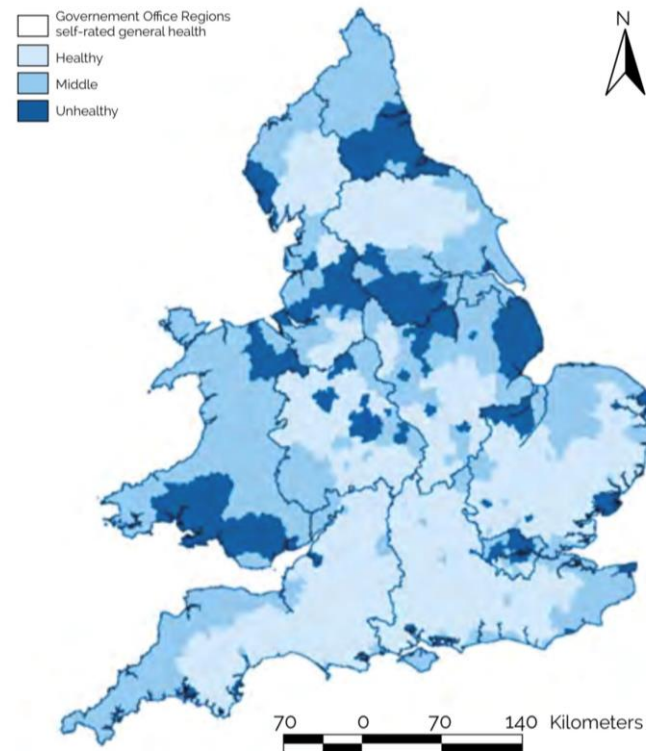 Governement Office Regions
self-rated general health
Healthy
Middle
Unhealthy
N
70 0 70 140 Kilometers